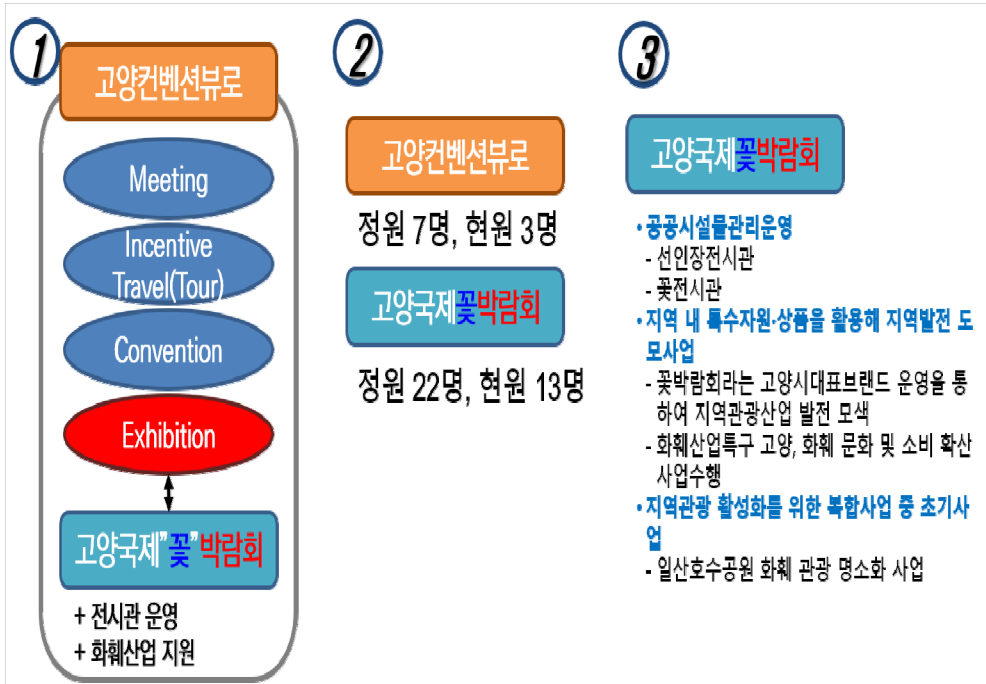 1
고양컨벤션뷰로
Meeting
Incentive
Travel(Tour)
Convention
Exhibition
고양국제"꽃"박람회
+ 전시관 운영
+ 화훼산업 지원
2
고양컨벤션뷰로
정원 7명, 현원 3명
고양국제꽃박람회
정원 22명, 현원 13명
3
고양국제꽃박람회
• 공공시설물관리운영
- 선인장전시관
- 꽃전시관
• 지역 내 특수자원·상품을 활용해 지역발전 도
모사업
- 꽃박람회라는 고양시대표브랜드 운영을 통
하여 지역관광산업 발전 모색
- 화훼산업특구 고양, 화훼 문화 및 소비 확산
사업수행
• 지역관광 활성화를 위한 복합사업 중 초기사
업
- 일산호수공원 화훼 관광 명소화 사업